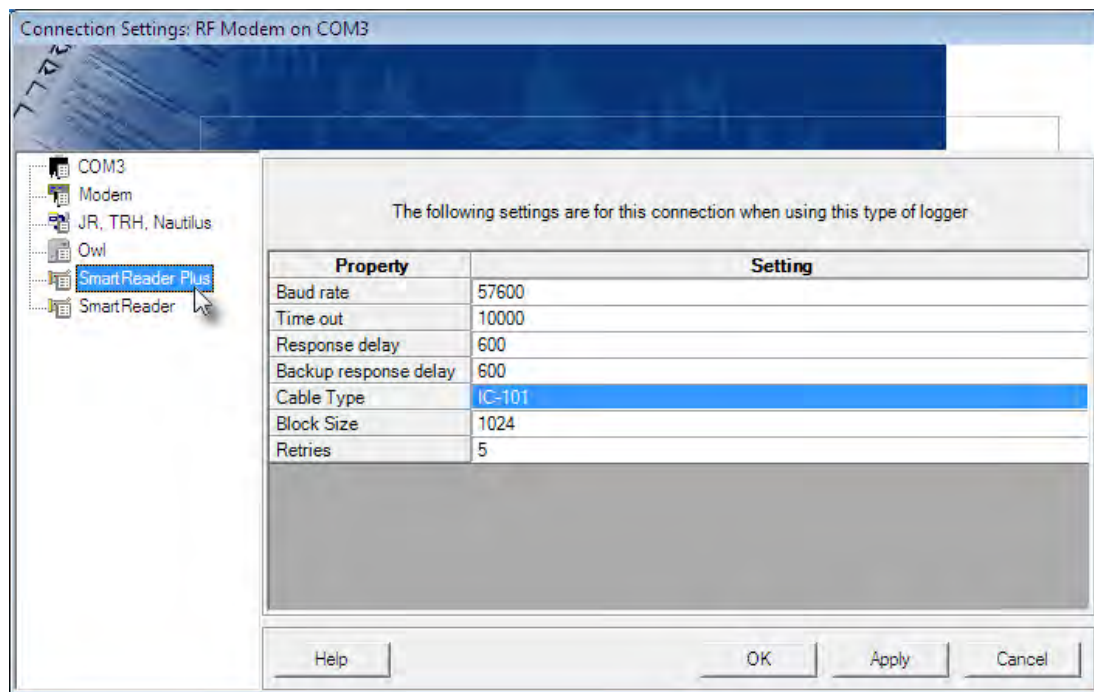 Connection Settings: RF Modem on COM3
COM3
Modem
JR, TRH, Nautilus
Owl
SmartReader Plus
SmartReader
The following settings are for this connection when using this type of logger
Property Setting
Baud rate 57600
Time out 10000
Response delay 600
Backup response delay 600
Cable Type IC-101
Block Size 1024
Retries 5
Help OK Apply Cancel